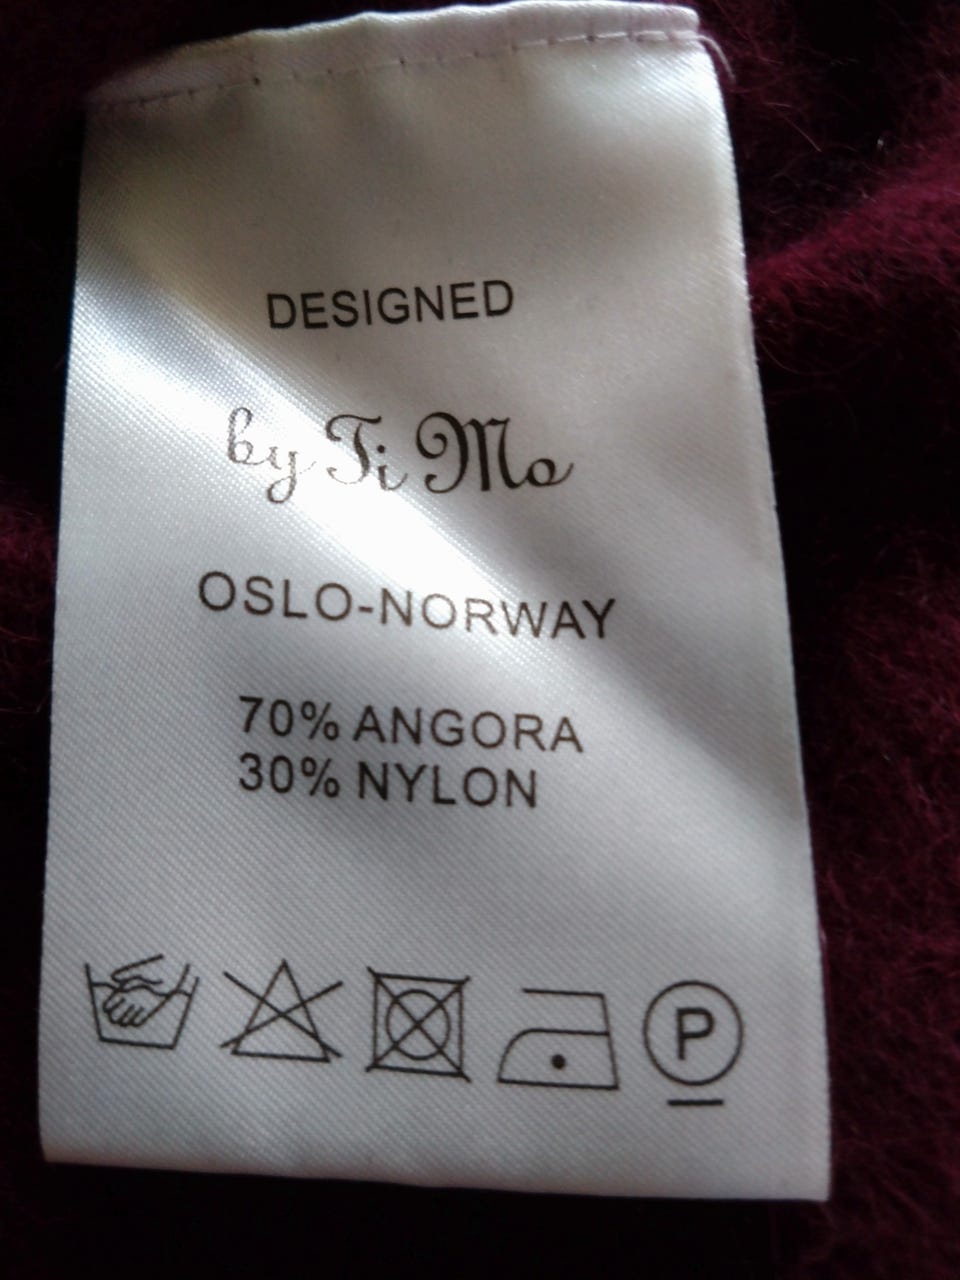 DESIGNED
by Ti Mo
OSLO-NORWAY
70% ANGORA
30% NYLON
P